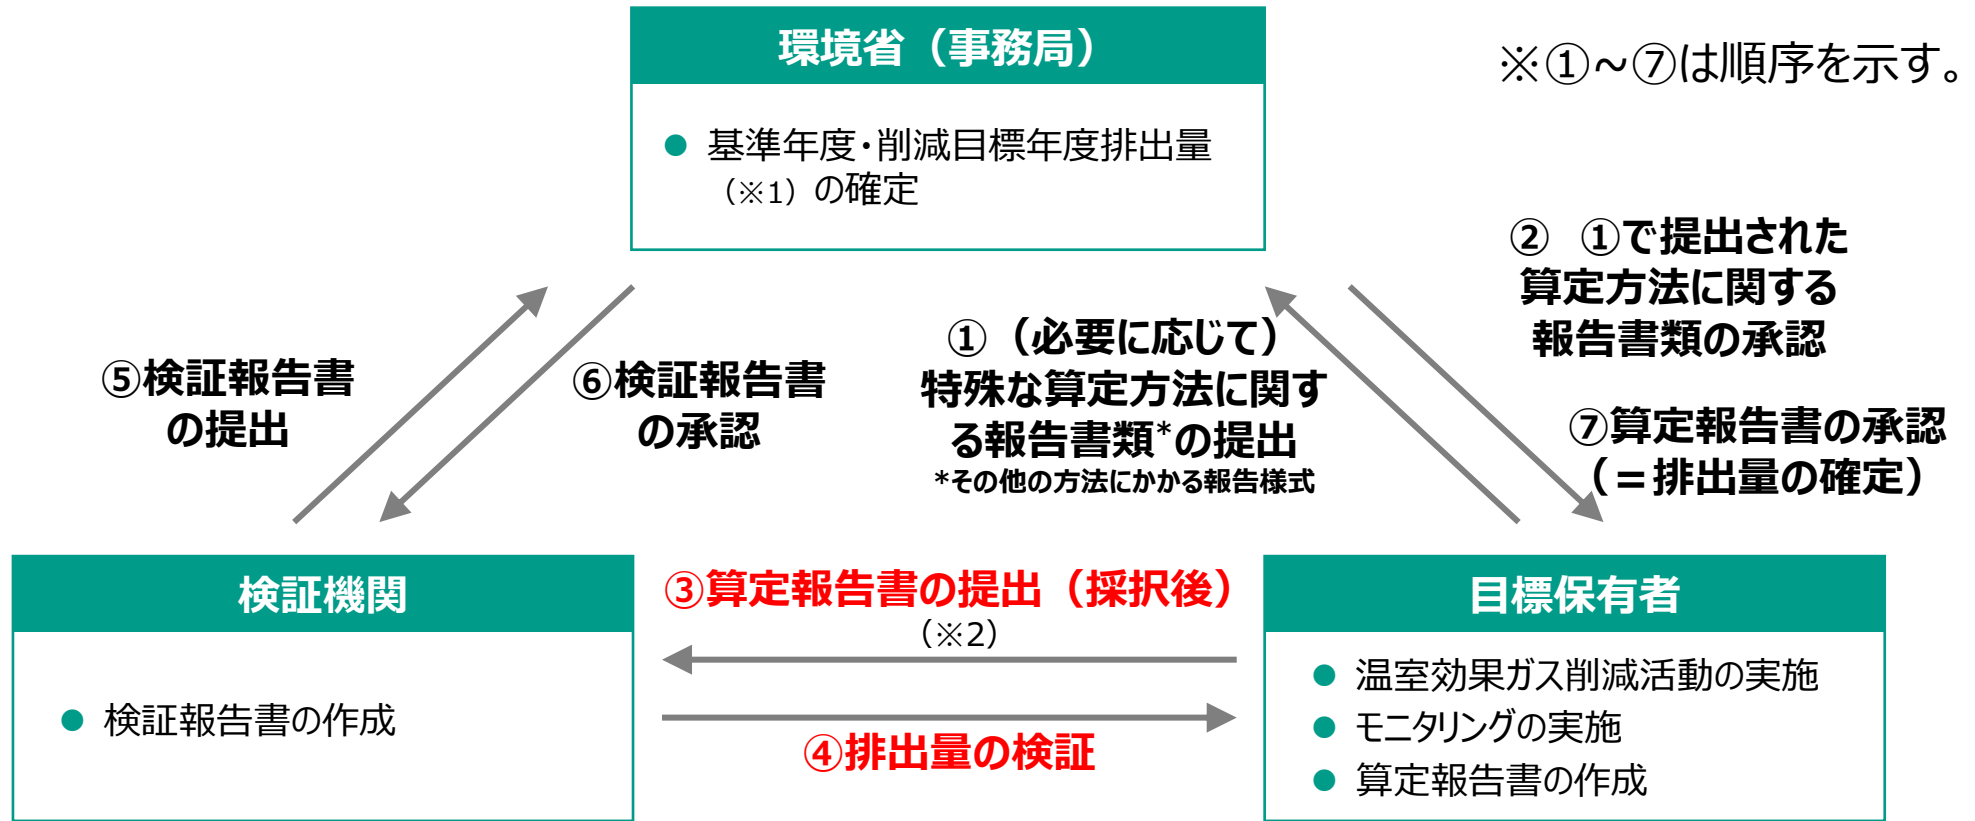 環境省（事務局）
※①~⑦は順序を示す。
● 基準年度・削減目標年度排出量
（※1）の確定
② ①で提出された
算定方法に関する
報告書類の承認
①（必要に応じて）
特殊な算定方法に関す
る報告書類*の提出
*その他の方法にかかる報告様式
⑤検証報告書
の提出
⑥検証報告書
の承認
⑦算定報告書の承認
（＝排出量の確定）
検証機関
● 検証報告書の作成
③算定報告書の提出（採択後）
（※2）
④排出量の検証
目標保有者
● 温室効果ガス削減活動の実施
● モニタリングの実施
● 算定報告書の作成